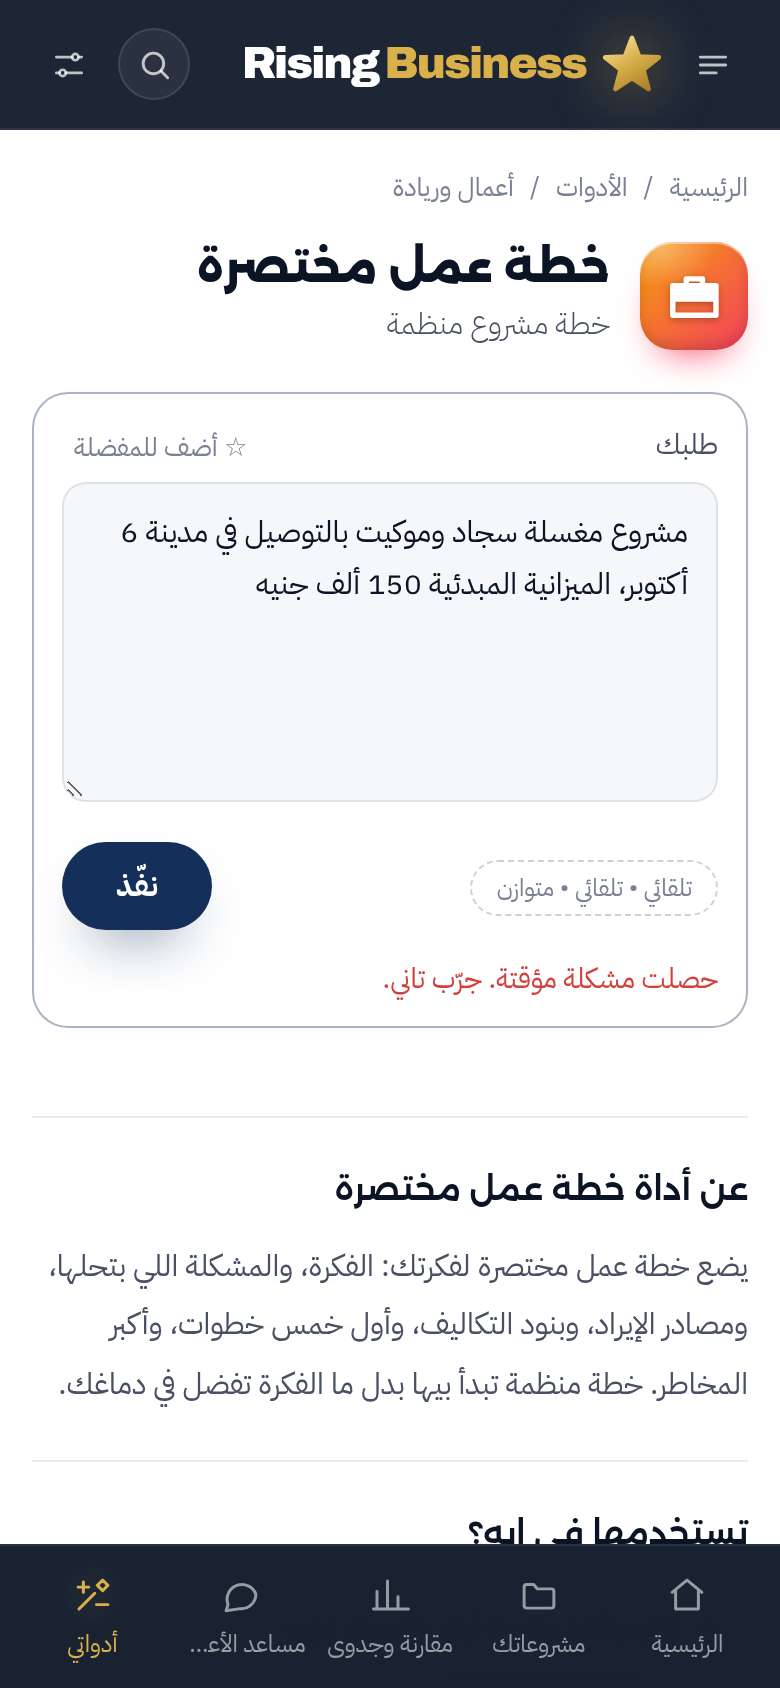 Rising Business
الرئيسية / الأدوات / أعمال وريادة
خطة عمل مختصرة
خطة مشروع منظمة
طلبك
☆ أضف للمفضلة
مشروع مغسلة سجاد وموكيت بالتوصيل في مدينة 6
أكتوبر، الميزانية المبدئية 150 ألف جنيه
تلقائي • تلقائي • متوازن
نفّذ
حصلت مشكلة مؤقتة. جرّب تاني.
عن أداة خطة عمل مختصرة
يضع خطة عمل مختصرة لفكرتك: الفكرة، والمشكلة اللي بتحلها،
ومصادر الإيراد، وبنود التكاليف، وأول خمس خطوات، وأكبر
المخاطر. خطة منظمة تبدأ بيها بدل ما الفكرة تفضل في دماغك.
تستخدمها في إيه؟
الرئيسية
مشروعاتك
مقارنة وجدوى
مساعد الأع...
أدواتي